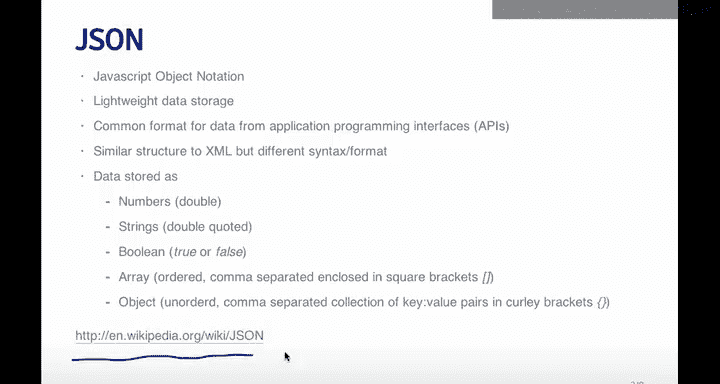 JSON
· Javascript Object Notation
· Lightweight data storage
· Common format for data from application programming interfaces (APIs)
· Similar structure to XML but different syntax/format
· Data stored as
- Numbers (double)
- Strings (double quoted)
- Boolean (true or false)
- Array (ordered, comma separated enclosed in square brackets [])
- Object (unorderd, comma separated collection of key:value pairs in curley brackets {})
http://en.wikipedia.org/wiki/JSON